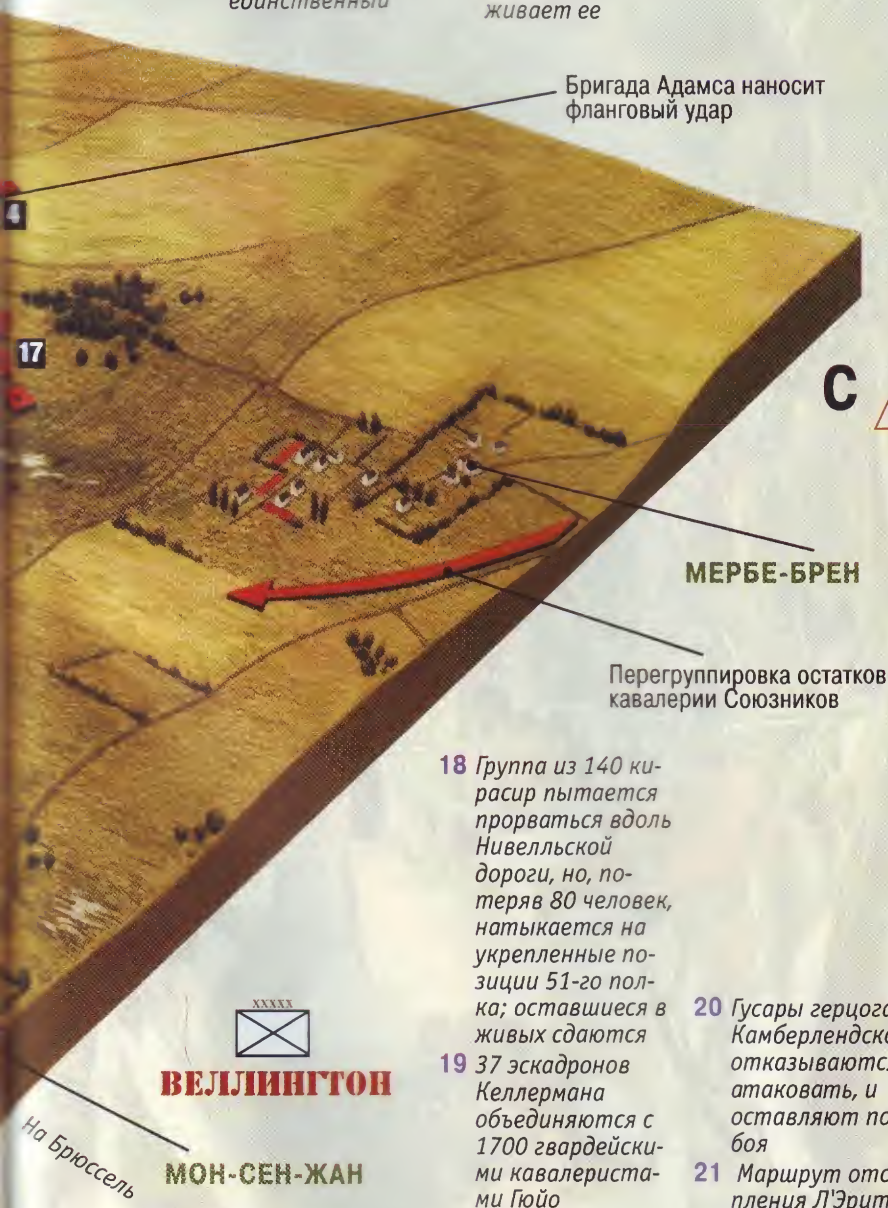 единственный
живает ее
Бригада Адамса наносит
фланговый удар
4
17
С
МЕРБЕ-БРЕН
Перегруппировка остатков
кавалерии Союзников
18 Группа из 140 ки-
расир пытается
прорваться вдоль
Нивелльской
дороги, но, по-
теряв 80 человек,
натыкается на
укрепленные по-
зиции 51-го пол-
ка; оставшиеся в
живых сдаются
19 37 эскадронов
Келлермана
объединяются с
1700 гвардейски-
ми кавалериста-
ми Гюйо
20 Гусары герцога
Камберлендско
отказываются
атаковать, и
оставляют по
боя
21 Маршрут отс
пления Л'Эрит
XXXXX
ВЕЛЛИНГТОН
На Брюссель
МОН-СЕН-ЖАН